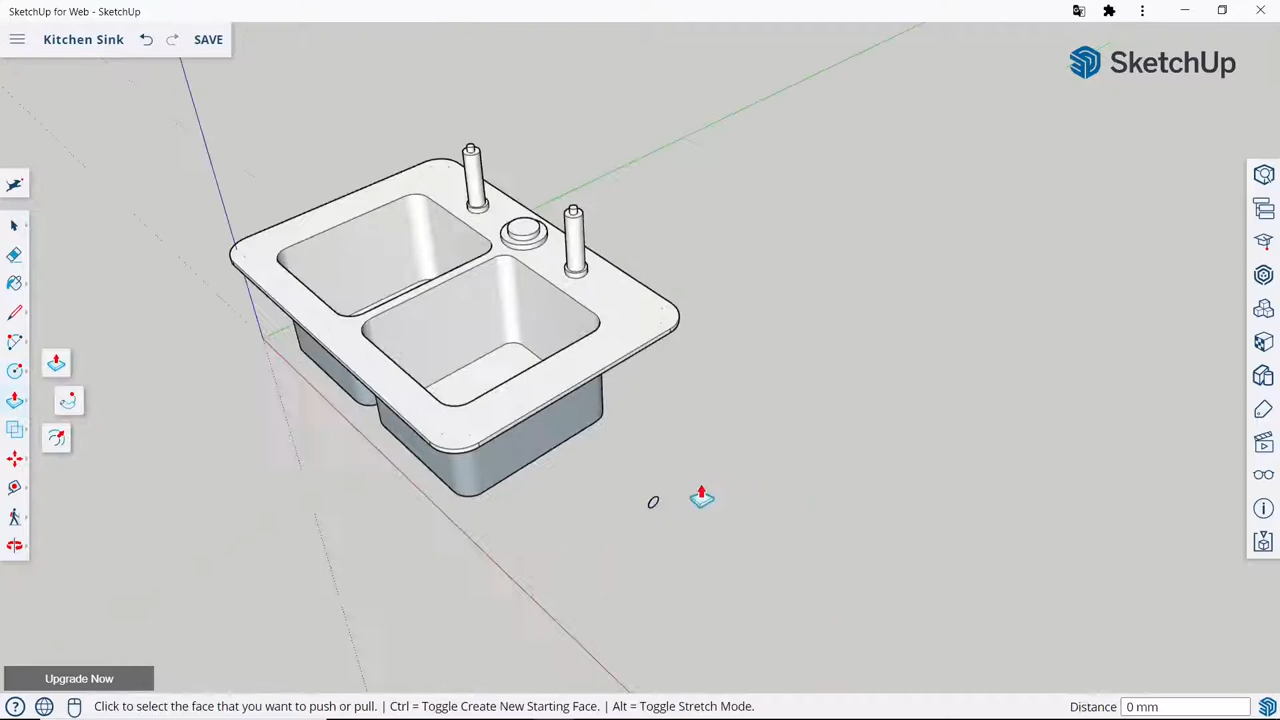 SketchUp for Web - SketchUp
Kitchen Sink
SAVE
SketchUp
Upgrade Now
Click to select the face that you want to push or pull. | Ctrl = Toggle Create New Starting Face. | Alt = Toggle Stretch Mode.
Distance 0 mm